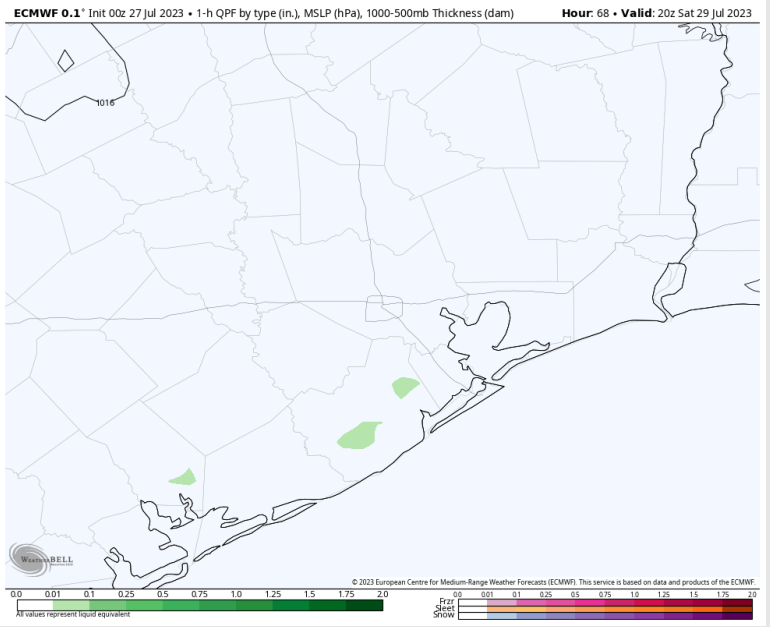 ECMWF 0.1° Init 00z 27 Jul 2023 • 1-h QPF by type (in.), MSLP (hPa), 1000-500mb Thickness (dam)
Hour: 68 • Valid: 20z Sat 29 Jul 2023
1016
WEATHERBELL
© 2023 European Centre for Medium-Range Weather Forecasts (ECMWF). This service is based on data and products of the ECMWF.
0.0 0.01 0.1 0.25 0.5 0.75 1.0 1.25 1.5 1.75 2.0
All values represent liquid equivalent
0.0 0.01 0.1 0.25 0.5 0.75 1.0 1.25 1.5 1.75 2.0
Frzr
Sleet
Snow